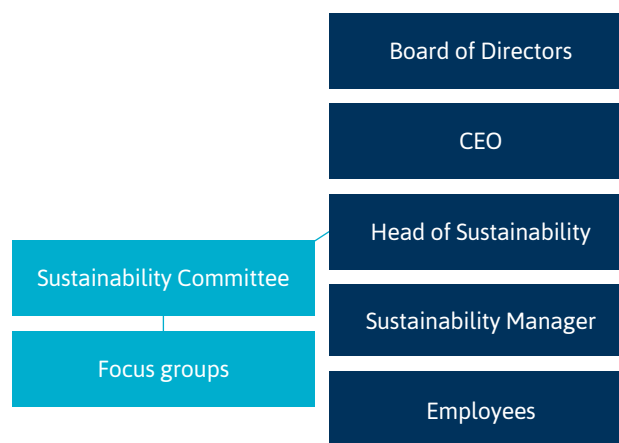 Board of Directors
CEO
Head of Sustainability
Sustainability Committee
Sustainability Manager
Focus groups
Employees